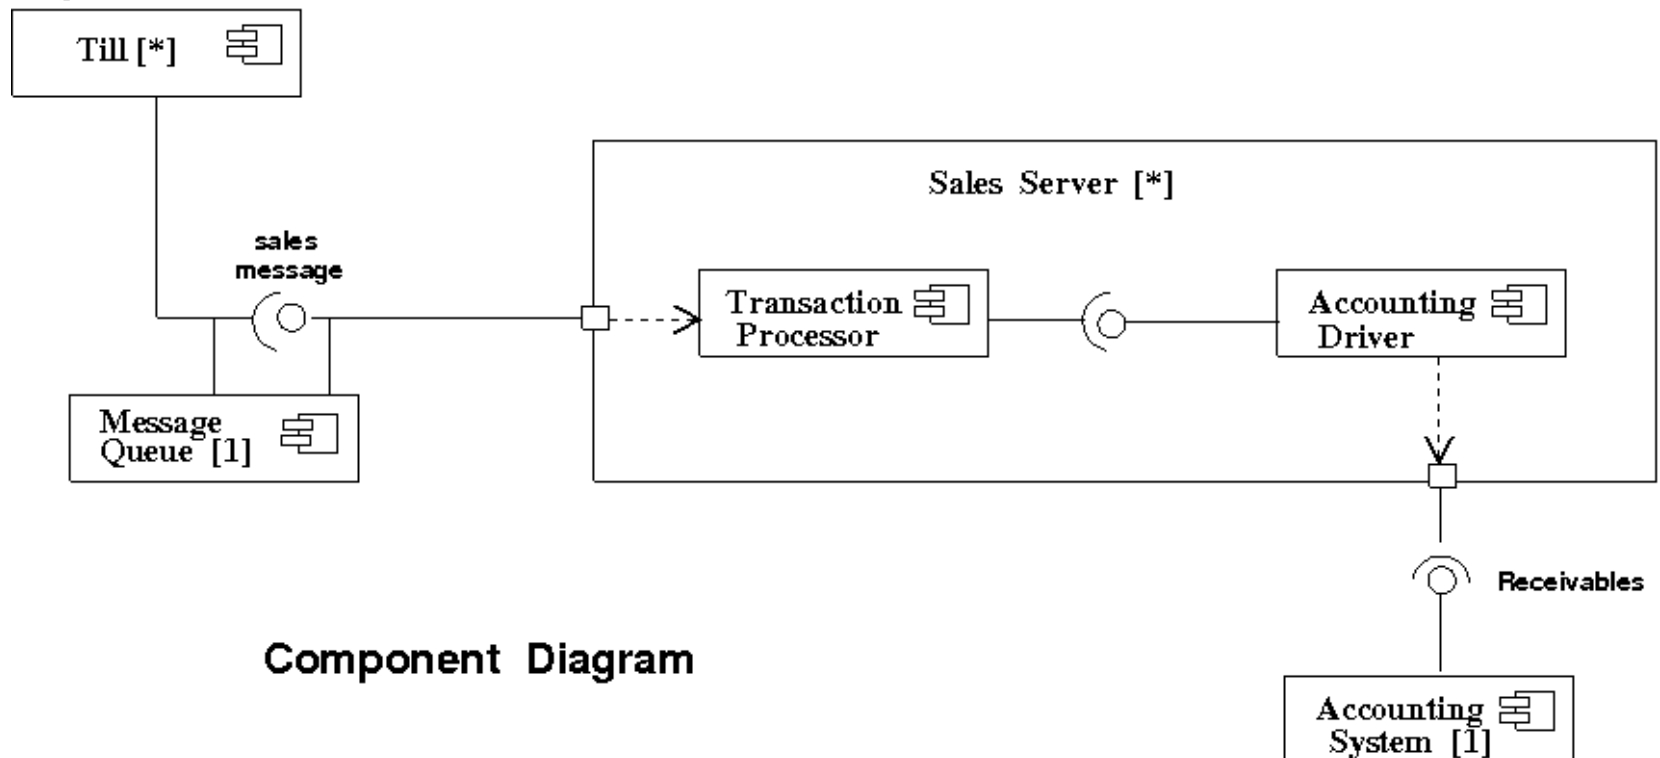 Till [*]
Sales Server [*]
sales
message
Transaction
Processor
Accounting
Driver
Message
Queue [1]
Receivables
Component Diagram
Accounting
System [1]